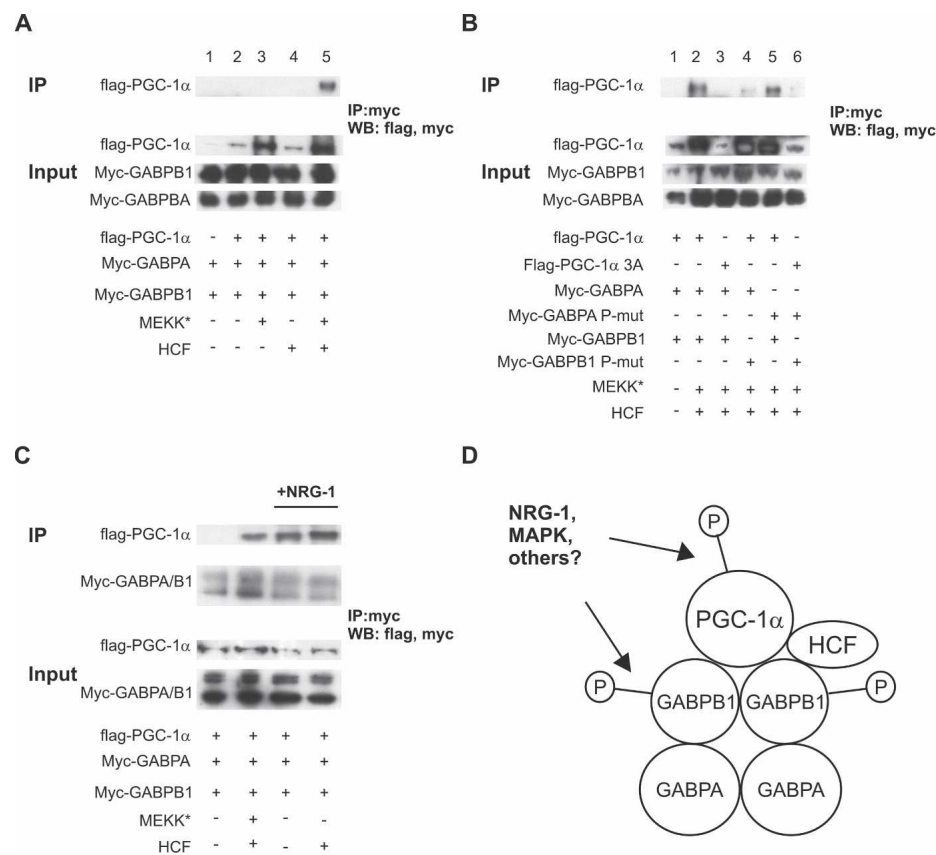 A
1 2 3 4 5
IP flag-PGC-1α
IP:myc
WB: flag, myc
flag-PGC-1α
Input Myc-GABPB1
Myc-GABPBA
flag-PGC-1α - + + + +
Myc-GABPA + + + + +
Myc-GABPB1 + + + + +
MEKK* - - + - +
HCF - - - + +
B
1 2 3 4 5 6
IP flag-PGC-1α
IP:myc
WB: flag, myc
flag-PGC-1α
Input Myc-GABPB1
Myc-GABPBA
flag-PGC-1α + + - + + -
Flag-PGC-1α 3A - - + - - +
Myc-GABPA + + + + - -
Myc-GABPA P-mut - - - - + +
Myc-GABPB1 + + + - + -
Myc-GABPB1 P-mut - - - + - +
MEKK* - + + + + +
HCF - + + + + +
C
+NRG-1
IP flag-PGC-1α
Myc-GABPA/B1
IP:myc
WB: flag, myc
flag-PGC-1α
Input
Myc-GABPA/B1
flag-PGC-1α + + + +
Myc-GABPA + + + +
Myc-GABPB1 + + + +
MEKK* - + - -
HCF - + - +
D
NRG-1,
MAPK,
others?
P
PGC-1α
HCF
P GABPB1 GABPB1 P
GABPA GABPA